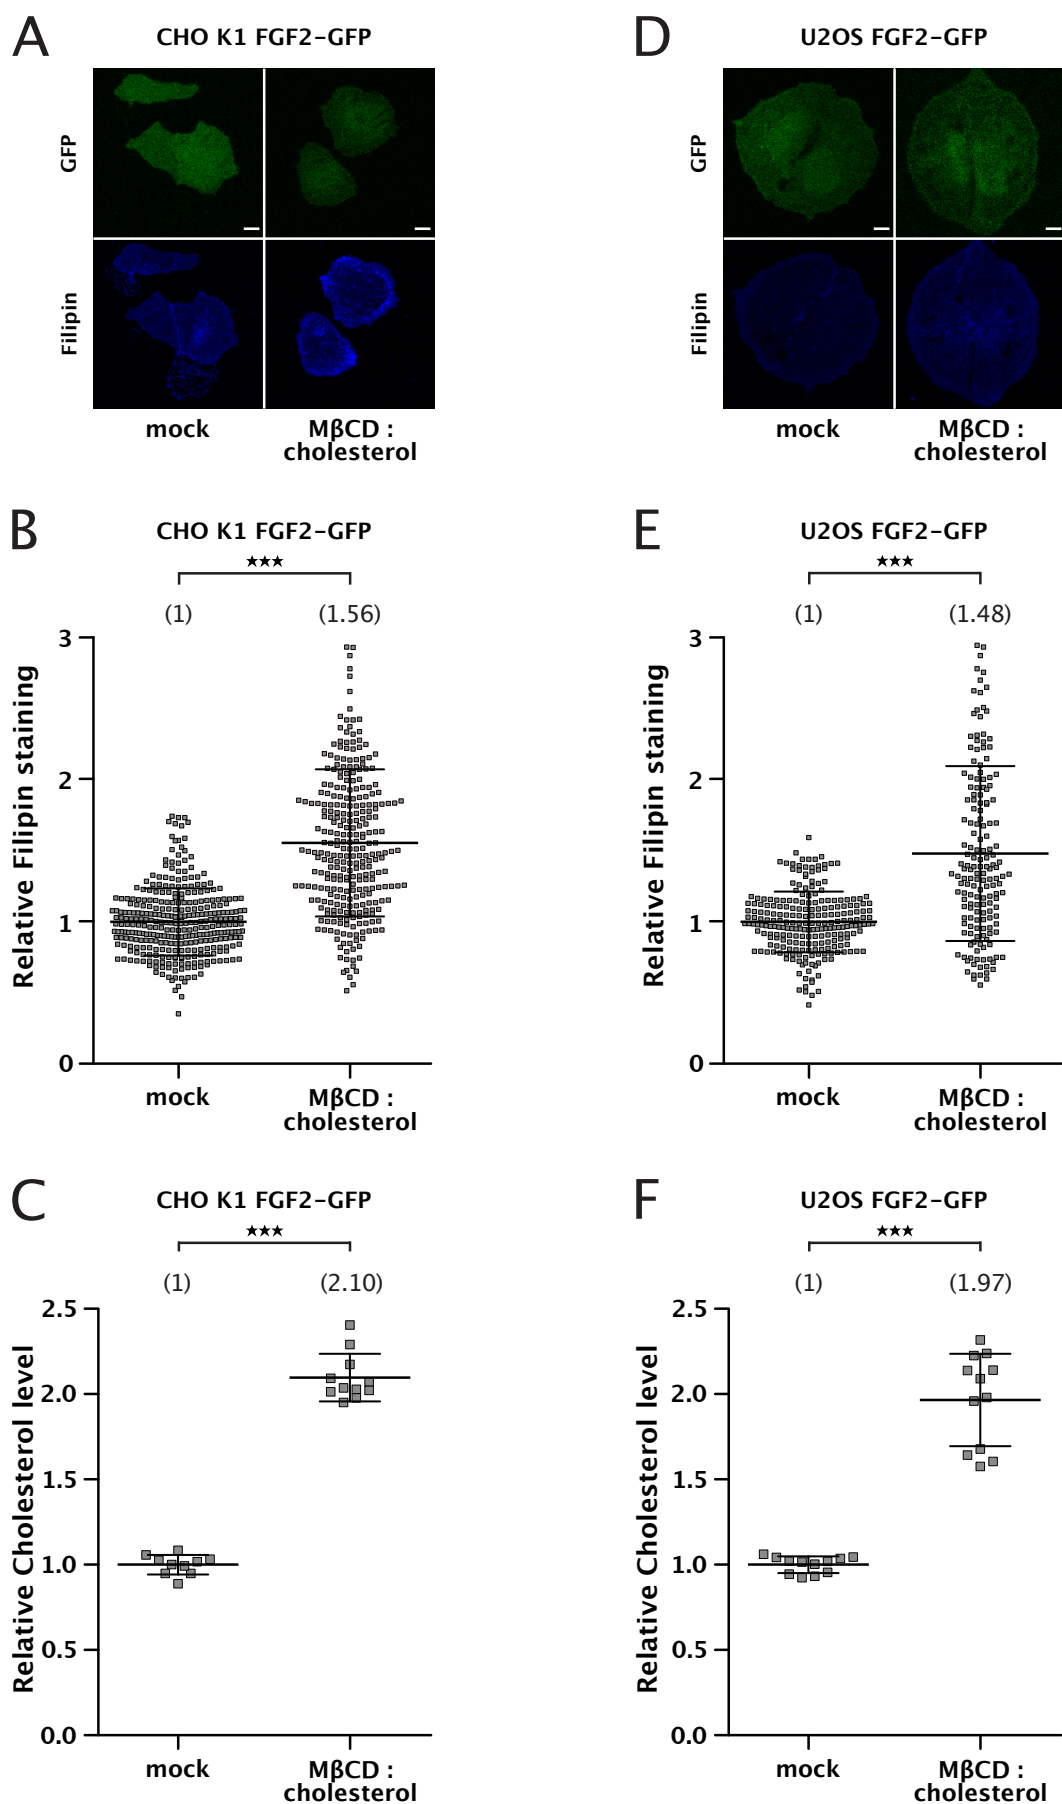 A
CHO K1 FGF2-GFP
GFP
Filipin
mock
MβCD :
cholesterol
D
U2OS FGF2-GFP
GFP
Filipin
mock
MβCD :
cholesterol
B
CHO K1 FGF2-GFP
★★★
(1)
(1.56)
Relative Filipin staining
3
2
1
0
mock
MβCD :
cholesterol
E
U2OS FGF2-GFP
★★★
(1)
(1.48)
Relative Filipin staining
3
2
1
0
mock
MβCD :
cholesterol
C
CHO K1 FGF2-GFP
★★★
(1)
(2.10)
Relative Cholesterol level
2.5
2.0
1.5
1.0
0.5
0.0
mock
MβCD :
cholesterol
F
U2OS FGF2-GFP
★★★
(1)
(1.97)
Relative Cholesterol level
2.5
2.0
1.5
1.0
0.5
0.0
mock
MβCD :
cholesterol